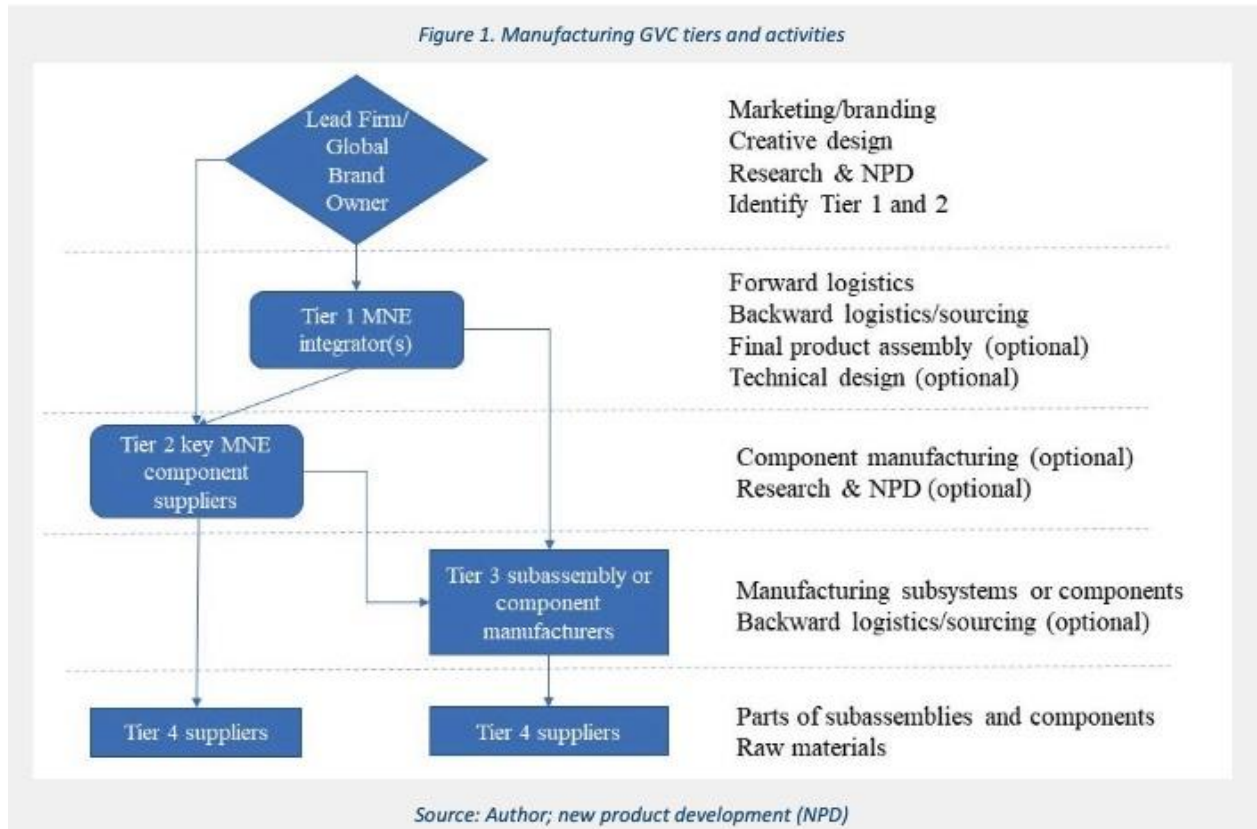 Figure 1. Manufacturing GVC tiers and activities
Lead Firm/
Global
Brand
Owner
Marketing/branding
Creative design
Research & NPD
Identify Tier 1 and 2
Tier 1 MNE
integrator(s)
Forward logistics
Backward logistics/sourcing
Final product assembly (optional)
Technical design (optional)
Tier 2 key MNE
component
suppliers
Component manufacturing (optional)
Research & NPD (optional)
Tier 3 subassembly or
component
manufacturers
Manufacturing subsystems or components
Backward logistics/sourcing (optional)
Tier 4 suppliers
Tier 4 suppliers
Parts of subassemblies and components
Raw materials
Source: Author; new product development (NPD)